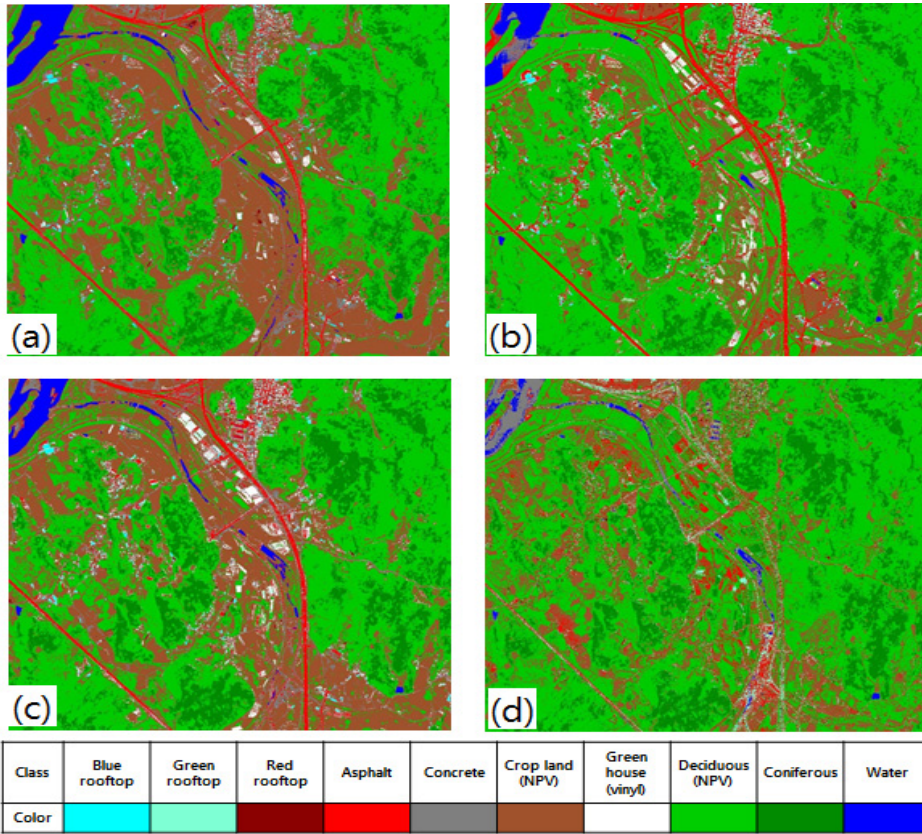 (a)
(b)
(c)
(d)
Class Blue rooftop Green rooftop Red rooftop Asphalt Concrete Crop land (NPV) Green house (vinyl) Deciduous (NPV) Coniferous Water
Color